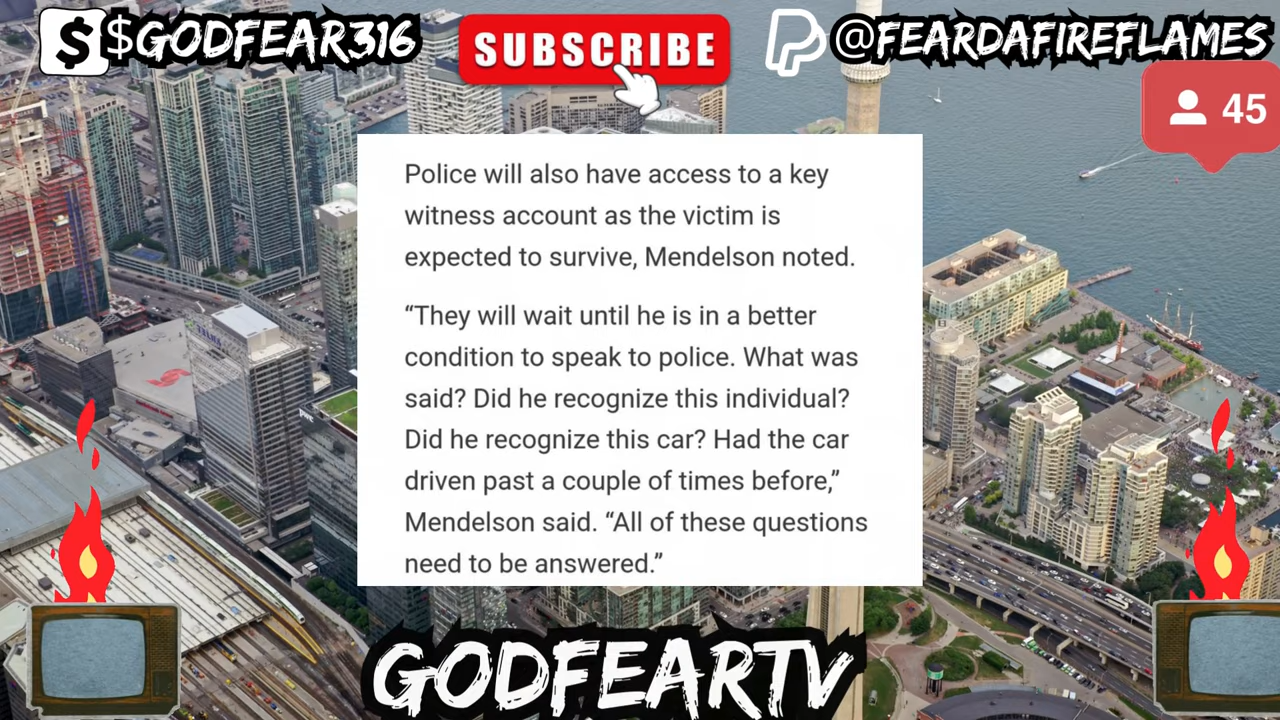 $GODFEAR316
SUBSCRIBE
@FEARDAFIREFLAMES
45
Police will also have access to a key
witness account as the victim is
expected to survive, Mendelson noted.
“They will wait until he is in a better
condition to speak to police. What was
said? Did he recognize this individual?
Did he recognize this car? Had the car
driven past a couple of times before,”
Mendelson said. “All of these questions
need to be answered.”
GODFEARTV